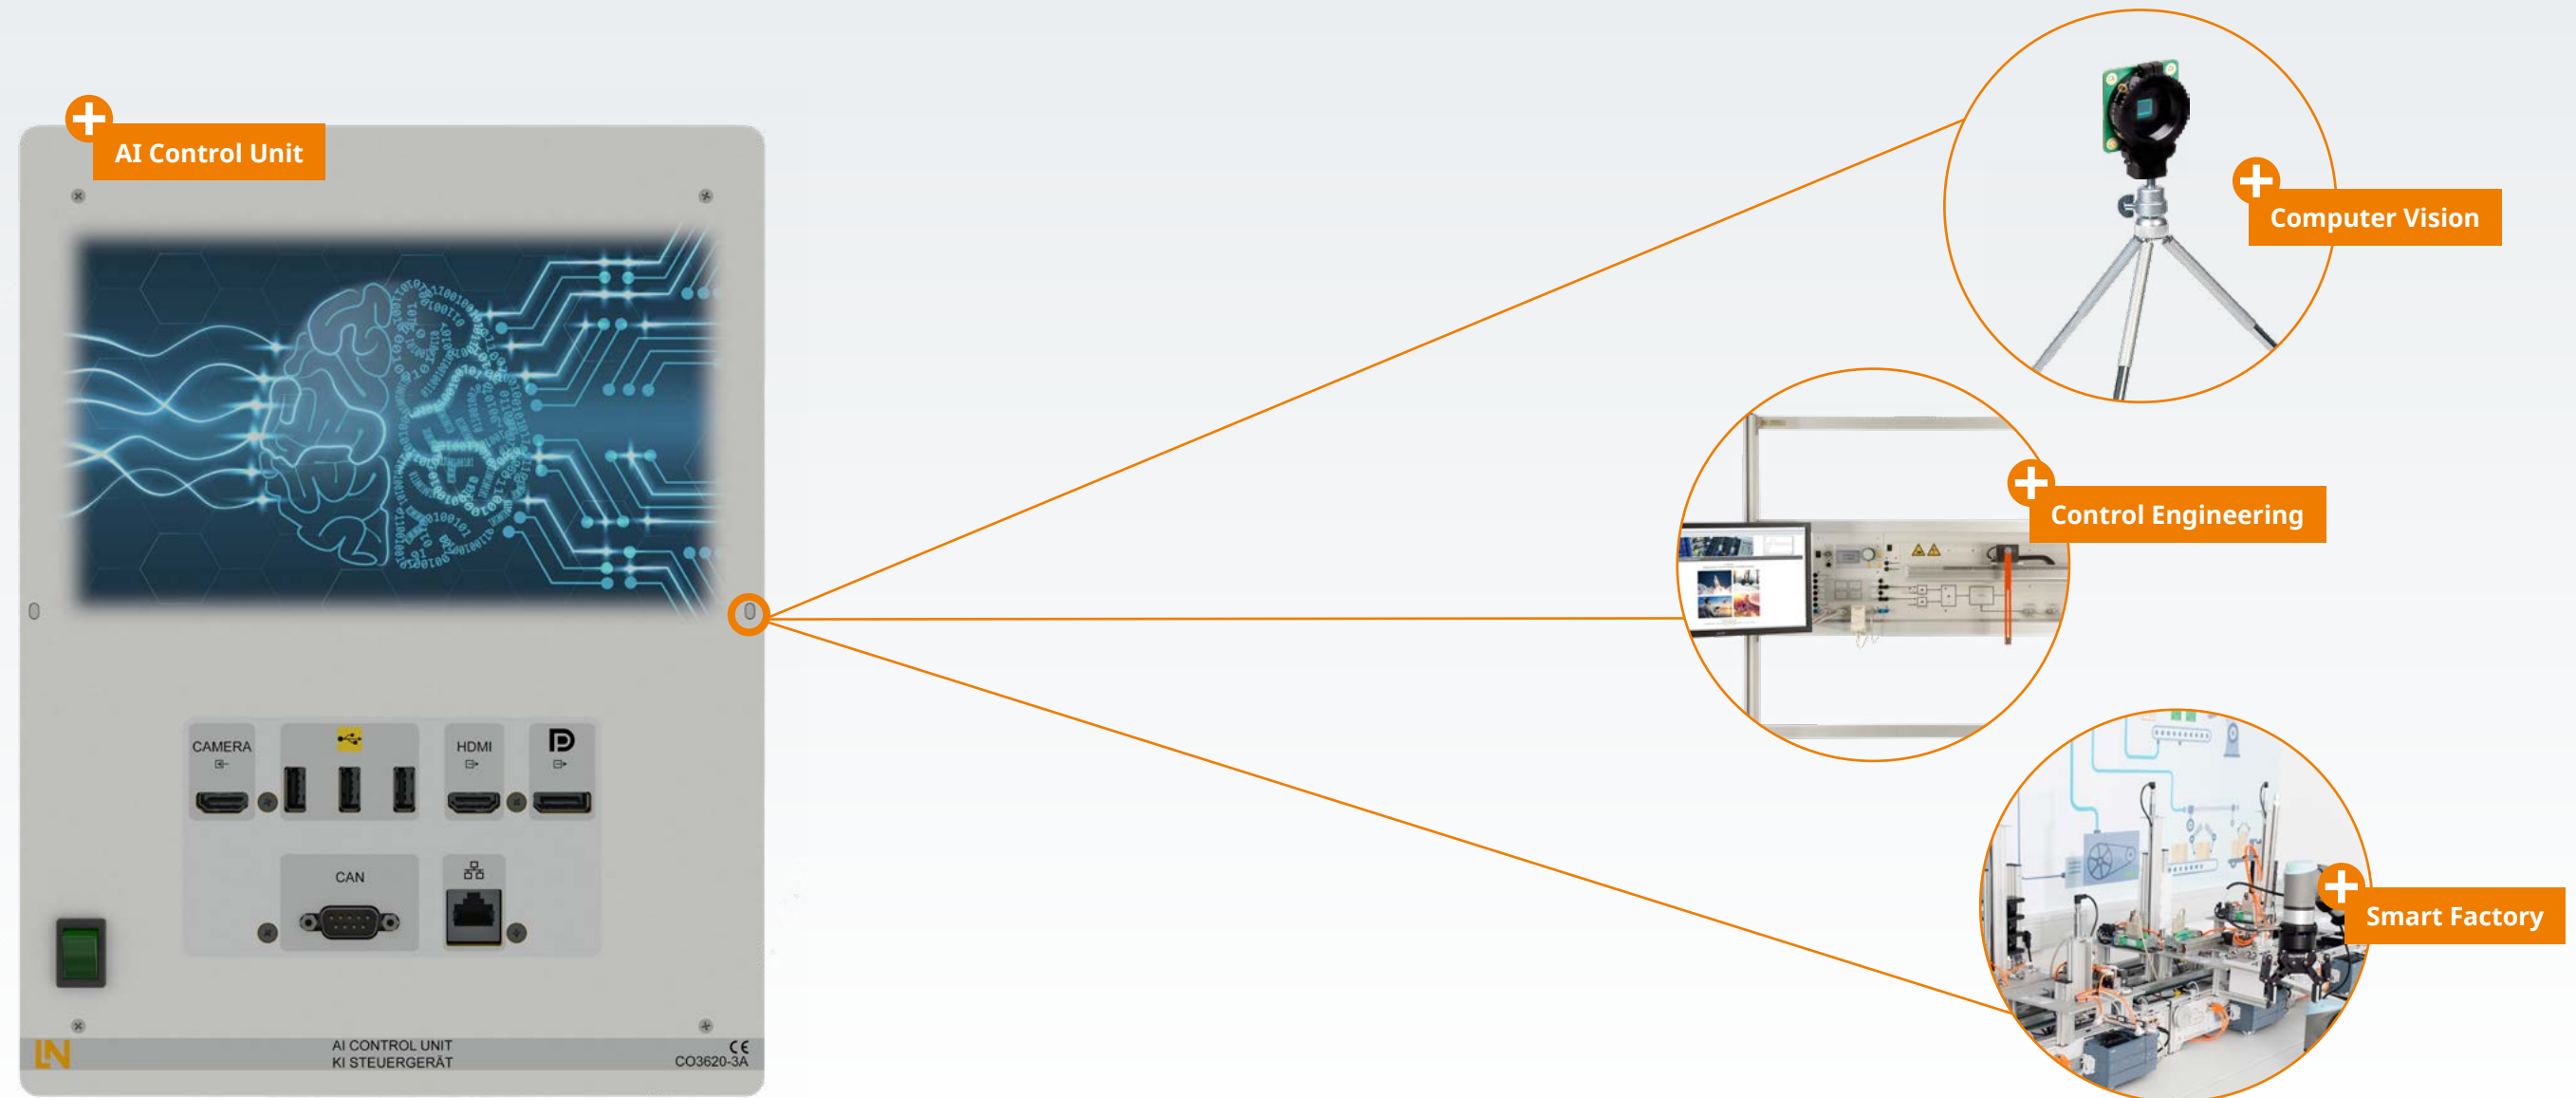 AI Control Unit
CAMERA
HDMI
CAN
LN
AI CONTROL UNIT
KI STEUERGERÄT
CE
CO3620-3A
Computer Vision
Control Engineering
Smart Factory